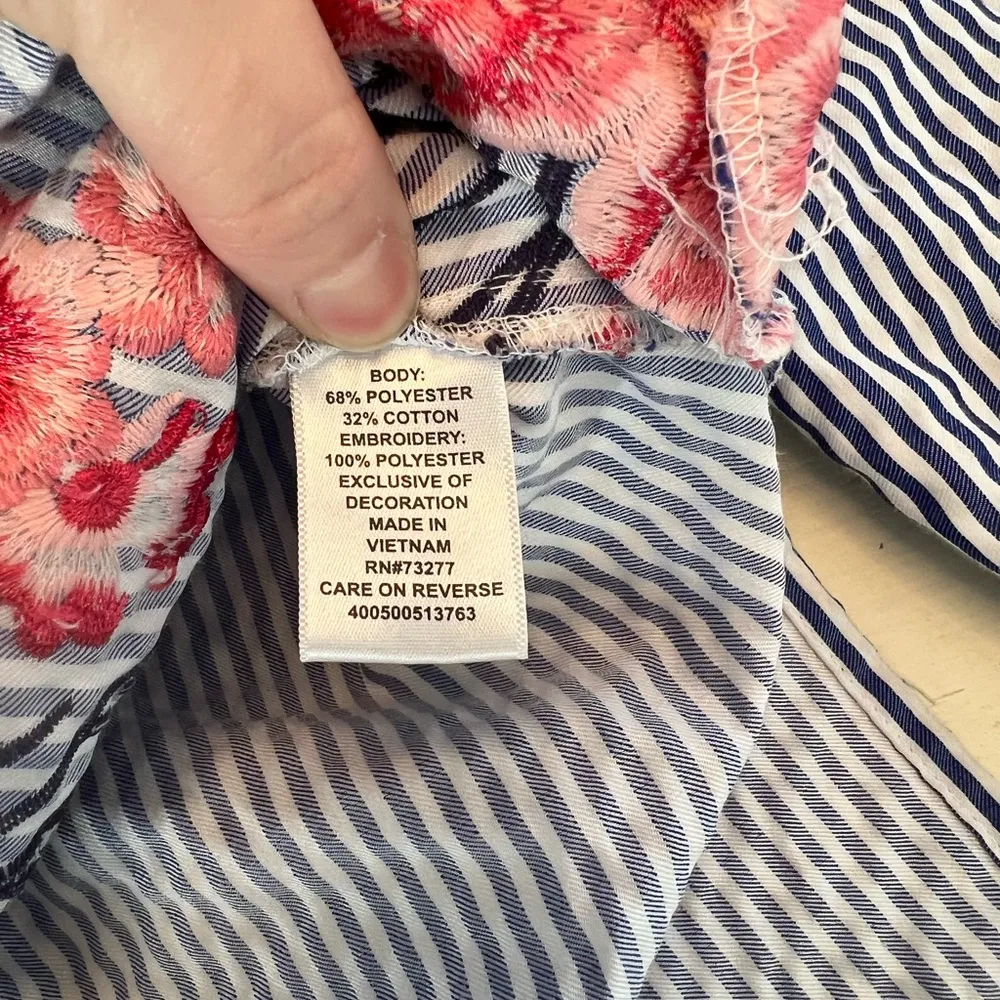 BODY:
68% POLYESTER
32% COTTON
EMBROIDERY:
100% POLYESTER
EXCLUSIVE OF
DECORATION
MADE IN
VIETNAM
RN#73277
CARE ON REVERSE
400500513763